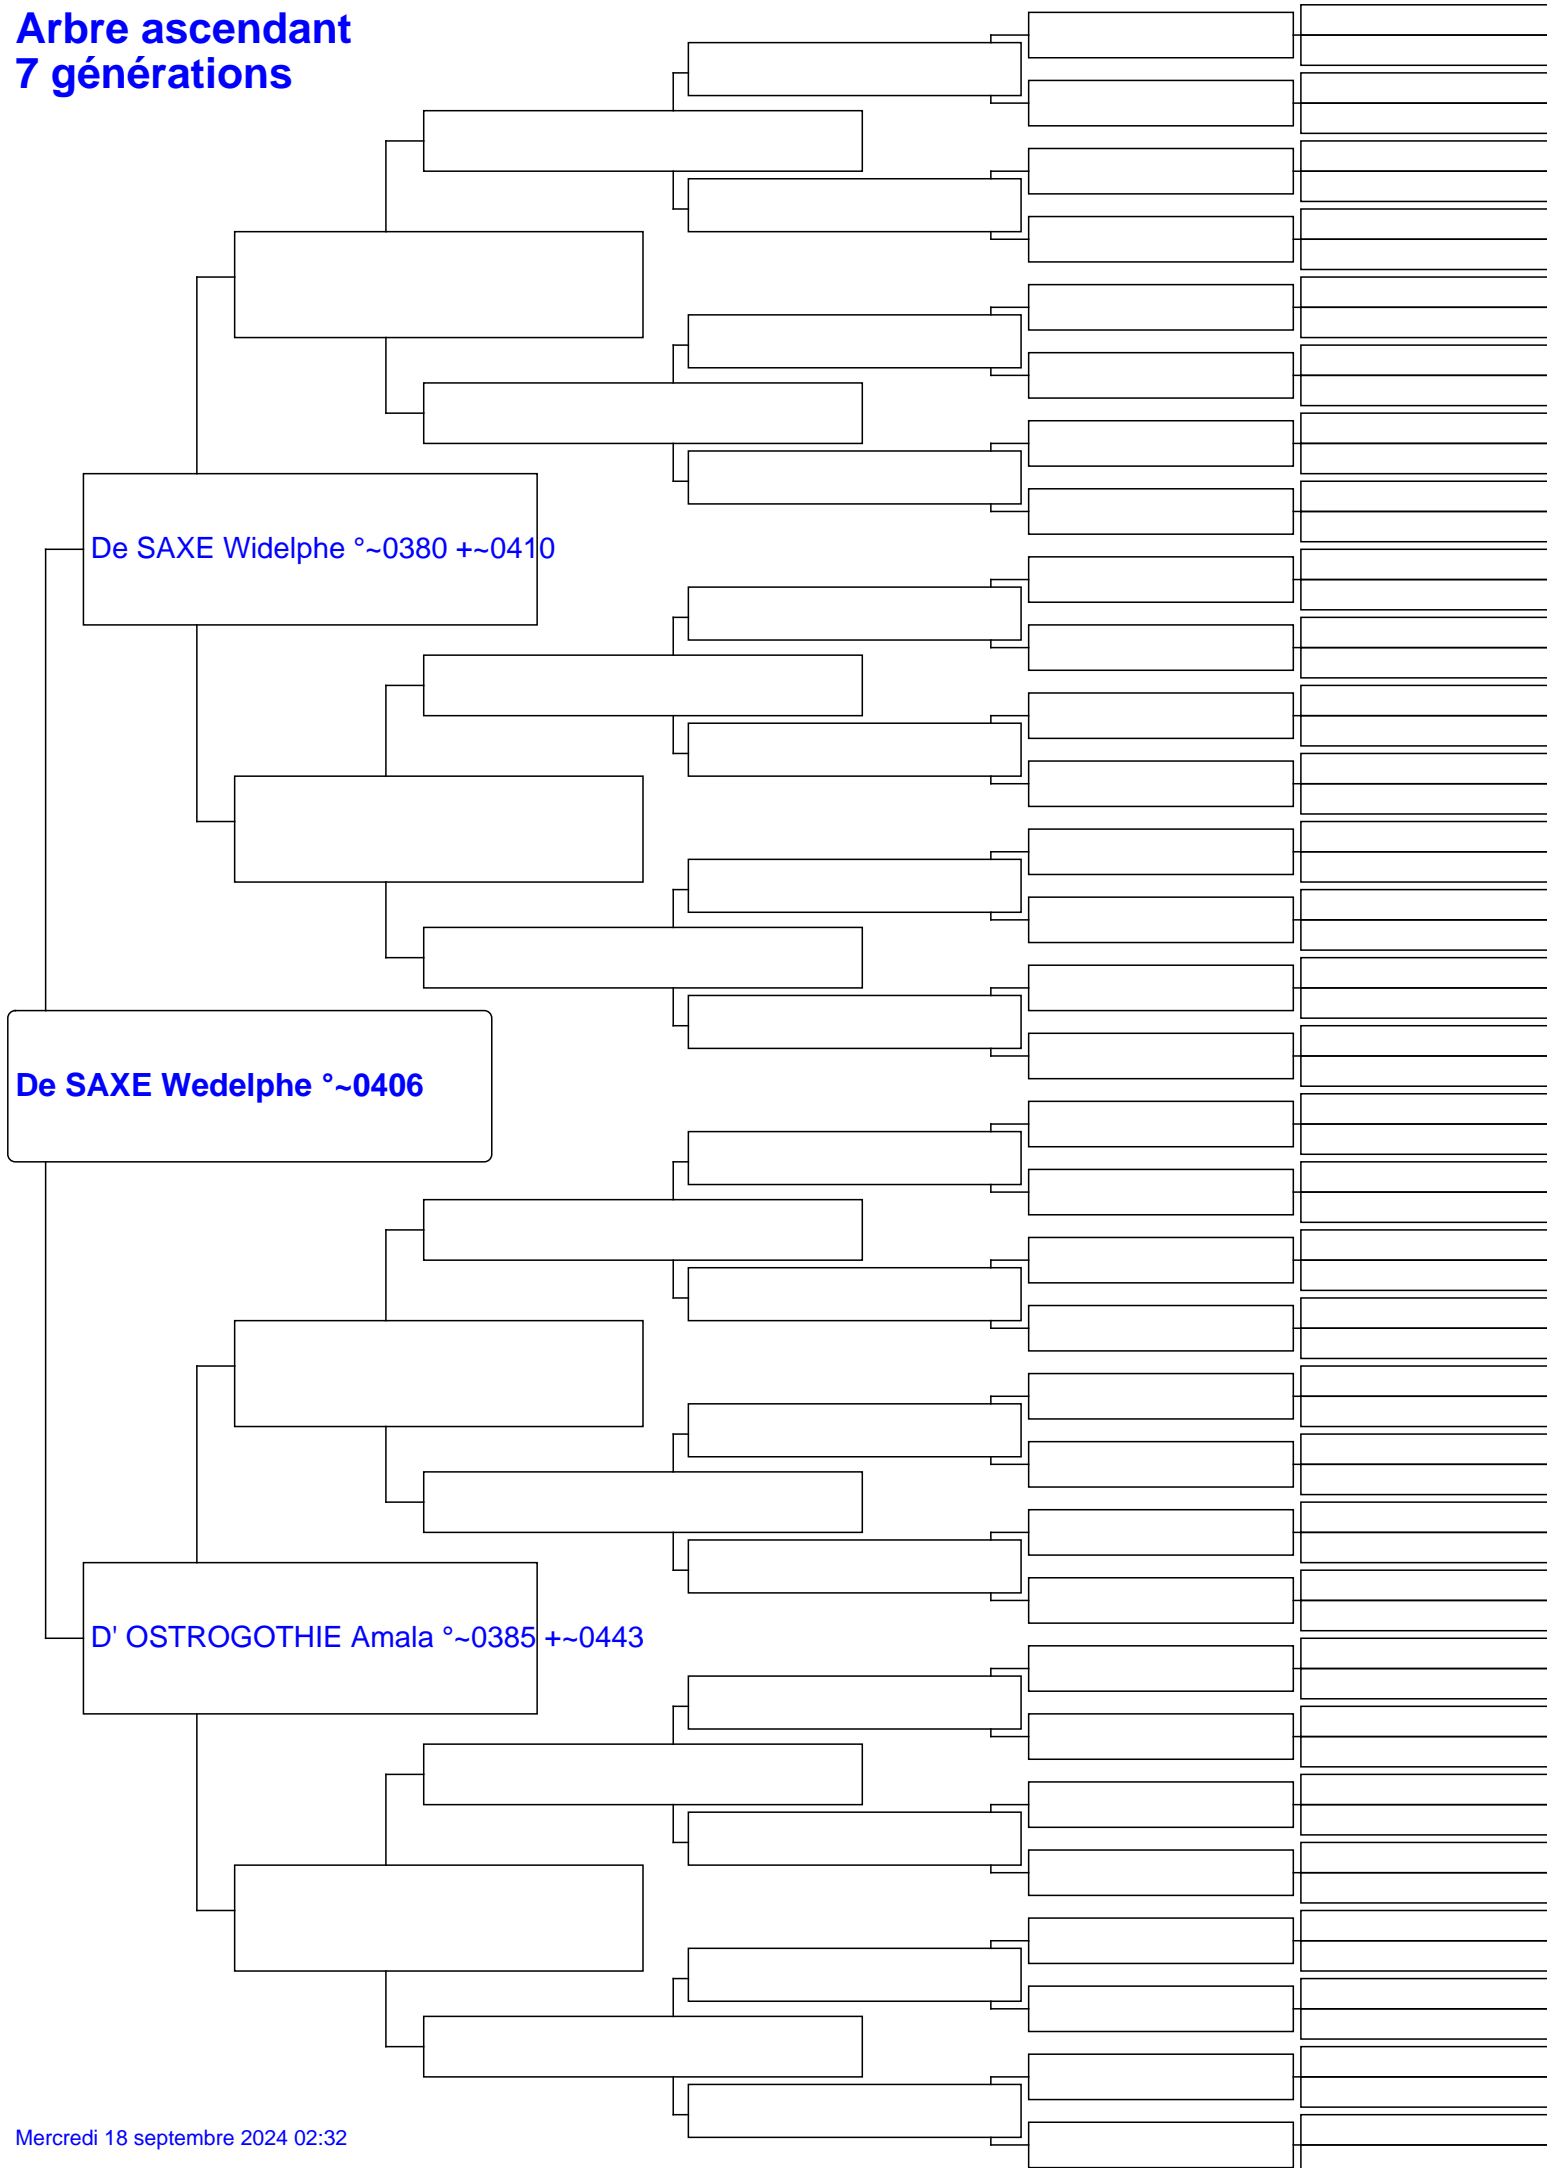 Arbre ascendant
7 générations
De SAXE Widelphe °~0380 +~0410
De SAXE Wedelphe °~0406
D' OSTROGOTHIE Amala °~0385 +~0443
Mercredi 18 septembre 2024 02:32